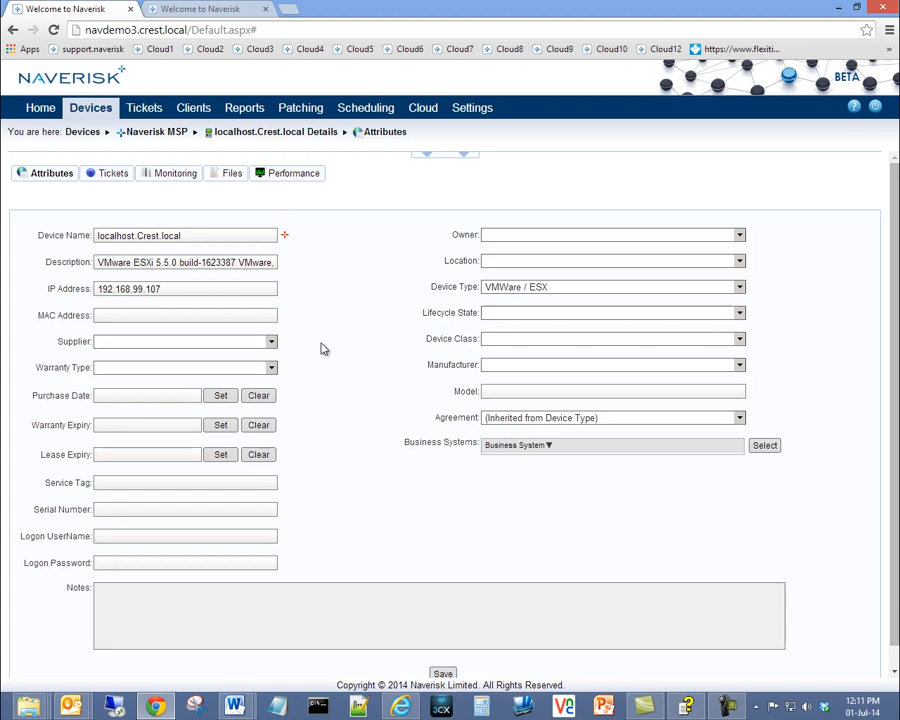 Welcome to Naverisk
Welcome to Naverisk
navdemo3.crest.local/Default.aspx#
Apps support.naverisk Cloud1 Cloud2 Cloud3 Cloud4 Cloud5 Cloud6 Cloud7 Cloud8 Cloud9 Cloud10 Cloud12 https://www.flexiti... »
NAVERISK
BETA
Home Devices Tickets Clients Reports Patching Scheduling Cloud Settings
You are here: Devices Naverisk MSP localhost.Crest.local Details Attributes
Attributes Tickets Monitoring Files Performance
Device Name: localhost.Crest.local
Description: VMware ESXi 5.5.0 build-1623387 VMware,
IP Address: 192.168.99.107
MAC Address:
Supplier:
Warranty Type:
Purchase Date: Set Clear
Warranty Expiry: Set Clear
Lease Expiry: Set Clear
Service Tag:
Serial Number:
Logon UserName:
Logon Password:
Owner:
Location:
Device Type: VMWare / ESX
Lifecycle State:
Device Class:
Manufacturer:
Model:
Agreement: (Inherited from Device Type)
Business Systems: Business System▼ Select
Notes:
Save
Copyright © 2014 Naverisk Limited. All Rights Reserved.
12:11 PM
01-Jul-14